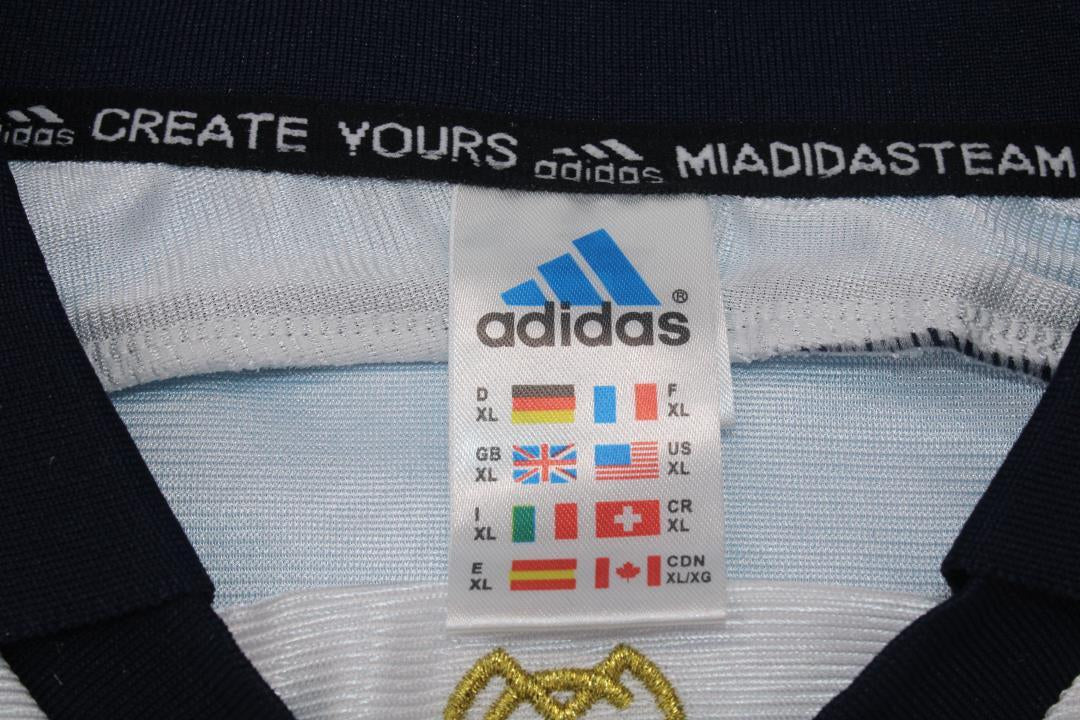 adidas CREATE YOURS adidas MIADIDASTEAM
adidas®
D XL F XL
GB XL US XL
I XL CR XL
E XL CDN XL/XG